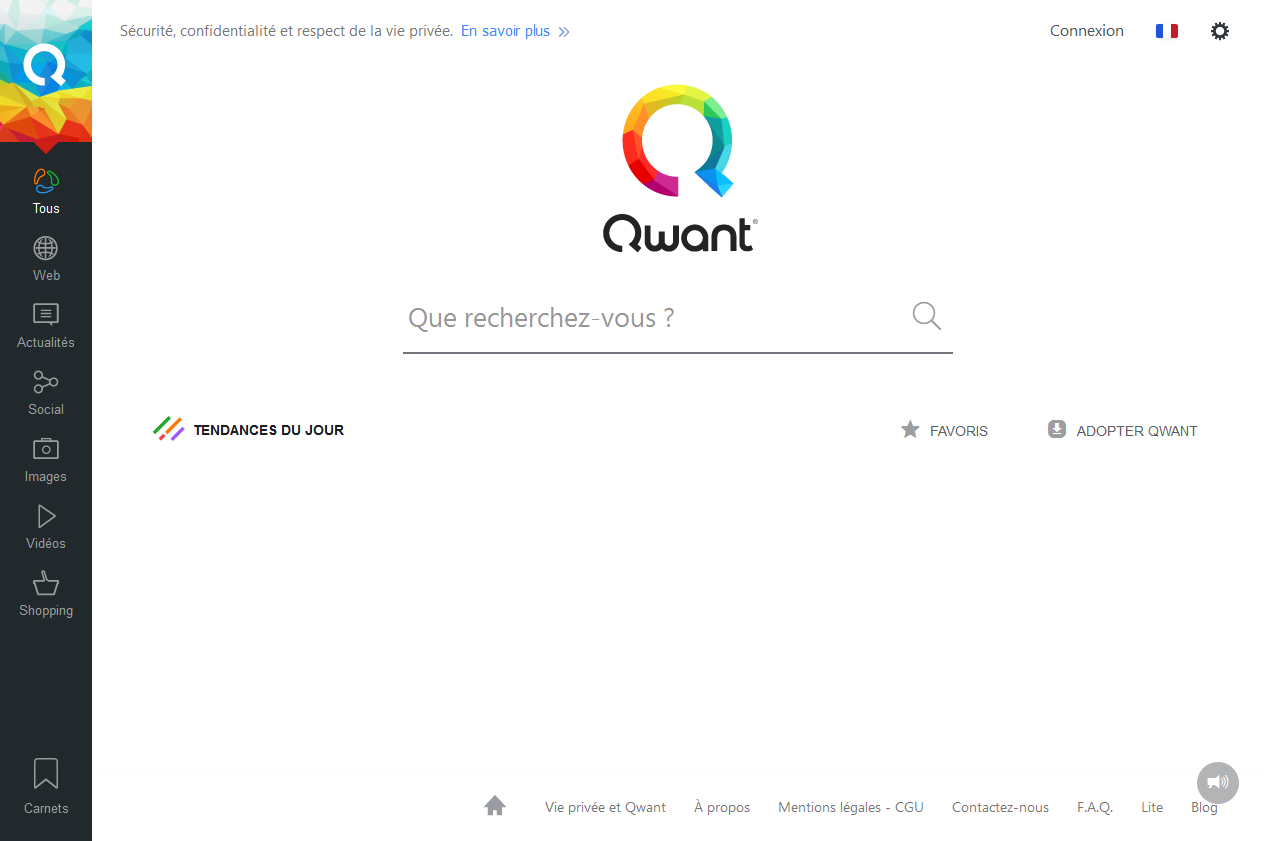 Sécurité, confidentialité et respect de la vie privée. En savoir plus
Connexion
Qwant®
Tous
Web
Actualités
Social
Images
Vidéos
Shopping
Carnets
Que recherchez-vous ?
TENDANCES DU JOUR
FAVORIS
ADOPTER QWANT
Vie privée et Qwant À propos Mentions légales - CGU Contactez-nous F.A.Q. Lite Blog